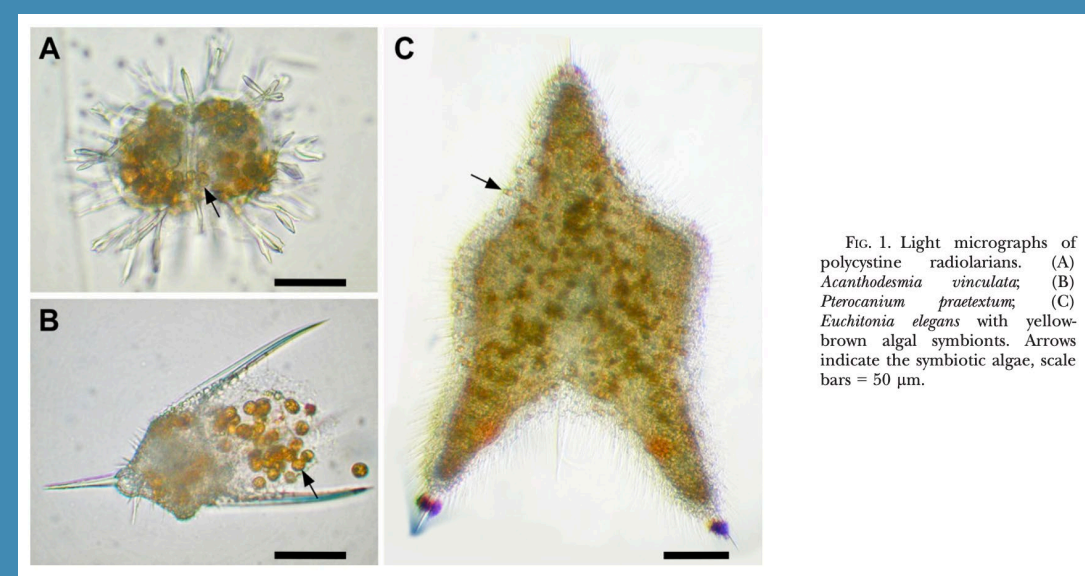 A
B
C
FIG. 1. Light micrographs of
polycystine radiolarians. (A)
Acanthodesmia vinculata; (B)
Pterocanium praetextum; (C)
Euchitonia elegans with yellow-
brown algal symbionts. Arrows
indicate the symbiotic algae, scale
bars = 50 μm.